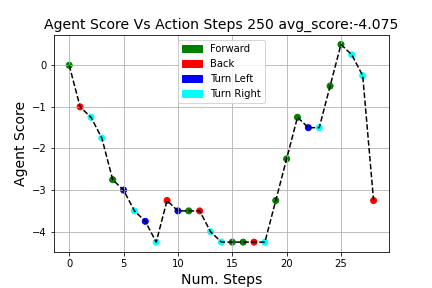 Agent Score Vs Action Steps 250 avg_score:-4.075
Forward
Back
Turn Left
Turn Right
Agent Score
0
−1
−2
−3
−4
0 5 10 15 20 25
Num. Steps